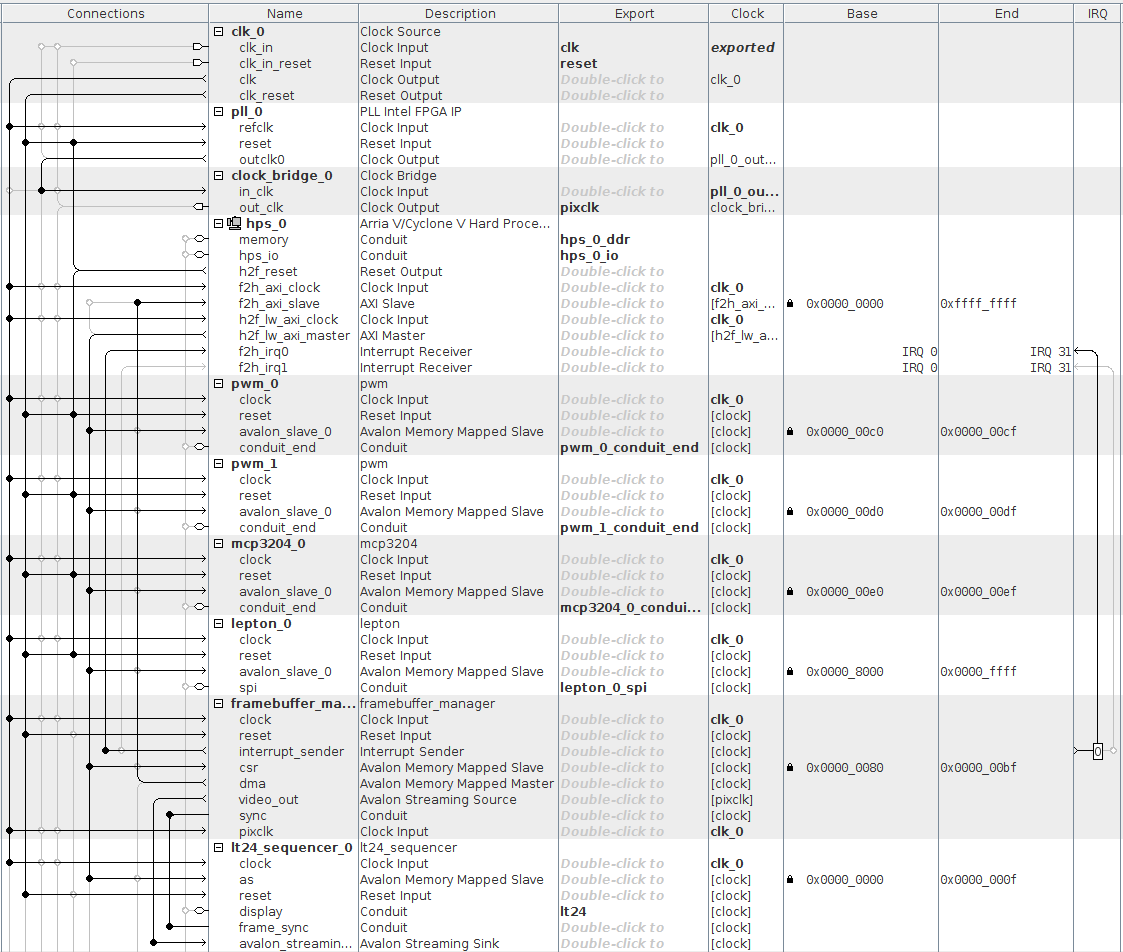 Connections Name Description Export Clock Base End IRQ
clk_0 Clock Source
clk_in Clock Input clk exported
clk_in_reset Reset Input reset
clk Clock Output Double-click to clk_0
clk_reset Reset Output Double-click to
pll_0 PLL Intel FPGA IP
refclk Clock Input Double-click to clk_0
reset Reset Input Double-click to
outclk0 Clock Output Double-click to pll_0_out...
clock_bridge_0 Clock Bridge
in_clk Clock Input Double-click to pll_0_ou...
out_clk Clock Output pixclk clock_bri...
hps_0 Arria V/Cyclone V Hard Proce...
memory Conduit hps_0_ddr
hps_io Conduit hps_0_io
h2f_reset Reset Output Double-click to
f2h_axi_clock Clock Input Double-click to clk_0
f2h_axi_slave AXI Slave Double-click to [f2h_axi_... 0x0000_0000 0xffff_ffff
h2f_lw_axi_clock Clock Input Double-click to clk_0
h2f_lw_axi_master AXI Master Double-click to [h2f_lw_a...
f2h_irq0 Interrupt Receiver Double-click to IRQ 0 IRQ 31
f2h_irq1 Interrupt Receiver Double-click to IRQ 0 IRQ 31
pwm_0 pwm
clock Clock Input Double-click to clk_0
reset Reset Input Double-click to [clock]
avalon_slave_0 Avalon Memory Mapped Slave Double-click to [clock] 0x0000_00c0 0x0000_00cf
conduit_end Conduit pwm_0_conduit_end [clock]
pwm_1 pwm
clock Clock Input Double-click to clk_0
reset Reset Input Double-click to [clock]
avalon_slave_0 Avalon Memory Mapped Slave Double-click to [clock] 0x0000_00d0 0x0000_00df
conduit_end Conduit pwm_1_conduit_end [clock]
mcp3204_0 mcp3204
clock Clock Input Double-click to clk_0
reset Reset Input Double-click to [clock]
avalon_slave_0 Avalon Memory Mapped Slave Double-click to [clock] 0x0000_00e0 0x0000_00ef
conduit_end Conduit mcp3204_0_condui... [clock]
lepton_0 lepton
clock Clock Input Double-click to clk_0
reset Reset Input Double-click to [clock]
avalon_slave_0 Avalon Memory Mapped Slave Double-click to [clock] 0x0000_8000 0x0000_ffff
spi Conduit lepton_0_spi [clock]
framebuffer_ma... framebuffer_manager
clock Clock Input Double-click to clk_0
reset Reset Input Double-click to [clock]
interrupt_sender Interrupt Sender Double-click to [clock] 0
csr Avalon Memory Mapped Slave Double-click to [clock] 0x0000_0080 0x0000_00bf
dma Avalon Memory Mapped Master Double-click to [clock]
video_out Avalon Streaming Source Double-click to [pixclk]
sync Conduit Double-click to [clock]
pixclk Clock Input Double-click to clk_0
lt24_sequencer_0 lt24_sequencer
clock Clock Input Double-click to clk_0
as Avalon Memory Mapped Slave Double-click to [clock] 0x0000_0000 0x0000_000f
reset Reset Input Double-click to [clock]
display Conduit lt24 [clock]
frame_sync Conduit Double-click to [clock]
avalon_streamin... Avalon Streaming Sink Double-click to [clock]